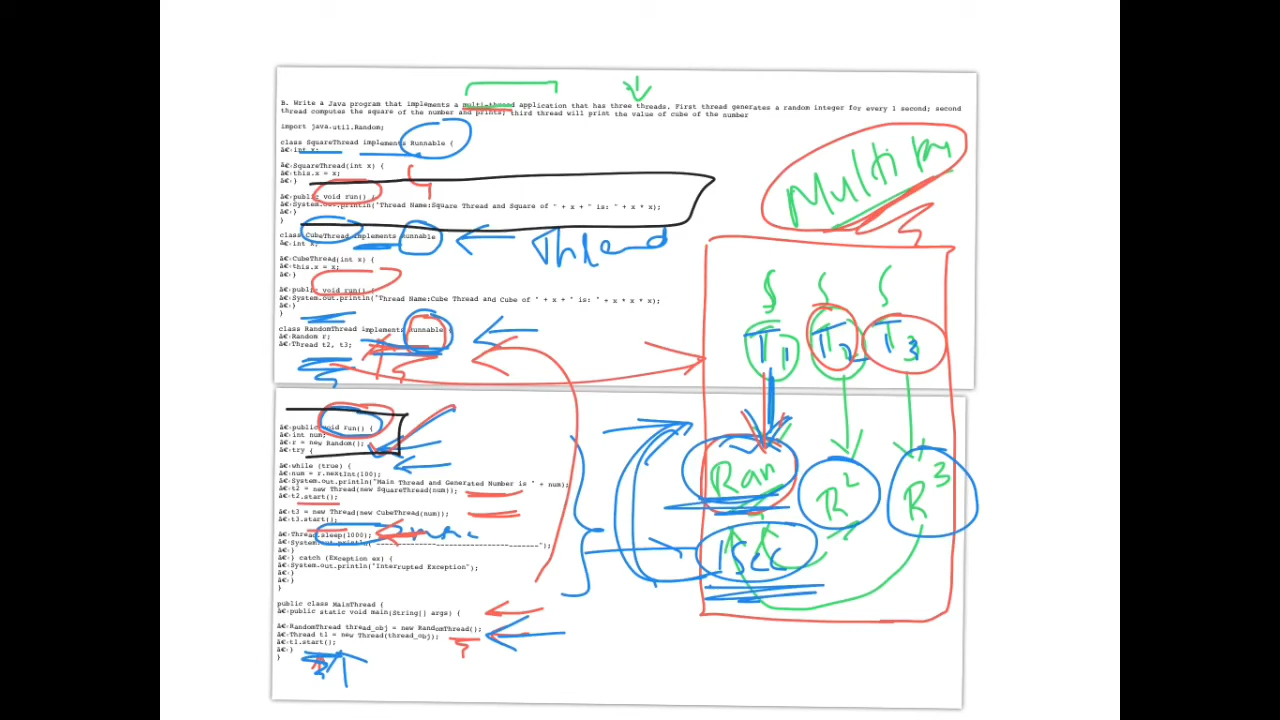 B. Write a Java program that implements a multi-thread application that has three threads. First thread generates a random integer for every 1 second; second
thread computes the square of the number and prints; third thread will print the value of cube of the number
import java.util.Random;
class SquareThread implements Runnable {
â€‹int x;
â€‹SquareThread(int x) {
â€‹this.x = x;
â€‹}
â€‹public void run() {
â€‹System.out.println("Thread Name:Square Thread and Square of " + x + " is: " + x * x);
â€‹}
}
class CubeThread implements Runnable
â€‹int x;
â€‹CubeThread(int x) {
â€‹this.x = x;
â€‹}
â€‹public void run() {
â€‹System.out.println("Thread Name:Cube Thread and Cube of " + x + " is: " + x * x * x);
â€‹}
}
class RandomThread implements Runnable {
â€‹Random r;
â€‹Thread t2, t3;
â€‹public void run() {
â€‹int num;
â€‹r = new Random();
â€‹try {
â€‹while (true) {
â€‹num = r.nextInt(100);
â€‹System.out.println("Main Thread and Generated Number is " + num);
â€‹t2 = new Thread(new SquareThread(num));
â€‹t2.start();
â€‹t3 = new Thread(new CubeThread(num));
â€‹t3.start();
â€‹Thread.sleep(1000);
â€‹System.out.println("--------------------------------------");
â€‹}
â€‹} catch (Exception ex) {
â€‹System.out.println("Interrupted Exception");
â€‹}
â€‹}
}
public class MainThread {
â€‹public static void main(String[] args) {
â€‹RandomThread thread_obj = new RandomThread();
â€‹Thread t1 = new Thread(thread_obj);
â€‹t1.start();
â€‹}
}
Thread
Multi
T1 T2 T3
Ran R² R³
1 Sec